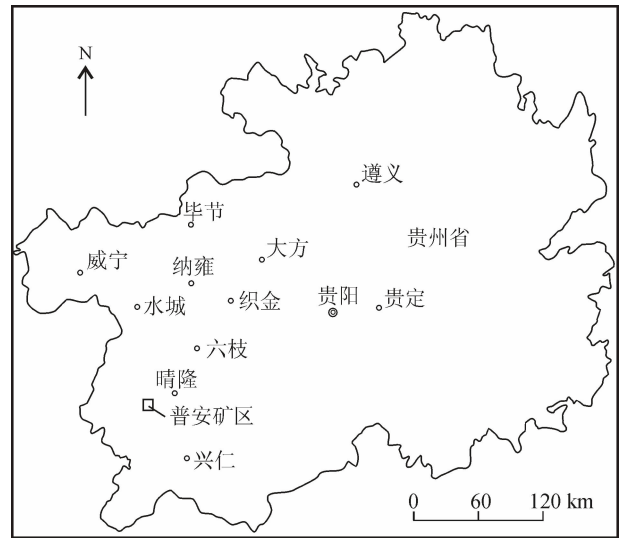 N
遵义
毕节
贵州省
威宁
大方
纳雍
水城
织金
贵阳
贵定
六枝
晴隆
普安矿区
兴仁
0 60 120 km